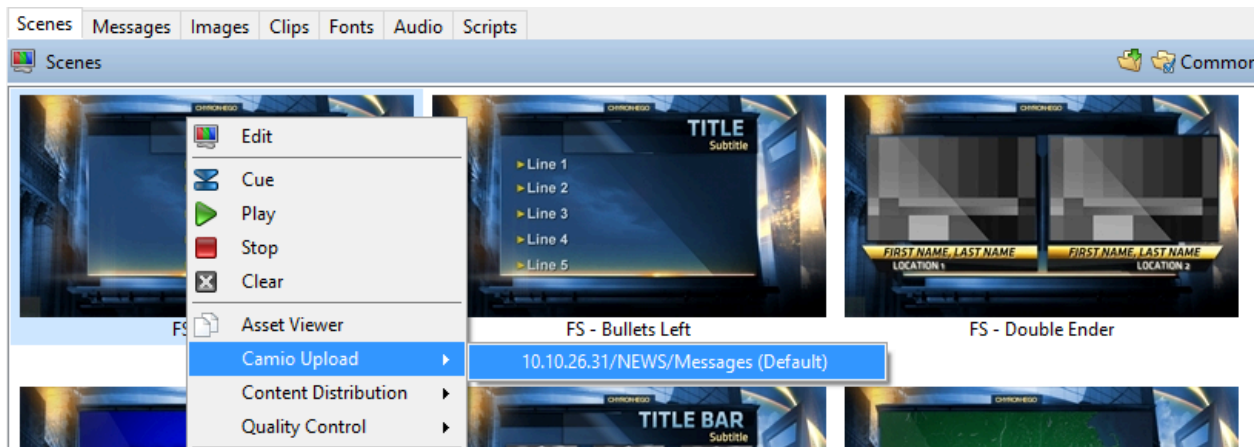 Scenes Messages Images Clips Fonts Audio Scripts
Scenes Common
CHYRONHEGO
CHYRONHEGO
CHYRONHEGO
Edit
Cue
Play
Stop
Clear
Asset Viewer
Camio Upload
Content Distribution
Quality Control
10.10.26.31/NEWS/Messages (Default)
FS
TITLE
Subtitle
Line 1
Line 2
Line 3
Line 4
Line 5
FS - Bullets Left
FIRST NAME, LAST NAME
LOCATION 1
FIRST NAME, LAST NAME
LOCATION 2
FS - Double Ender
CHYRONHEGO
TITLE BAR
Subtitle
CHYRONHEGO